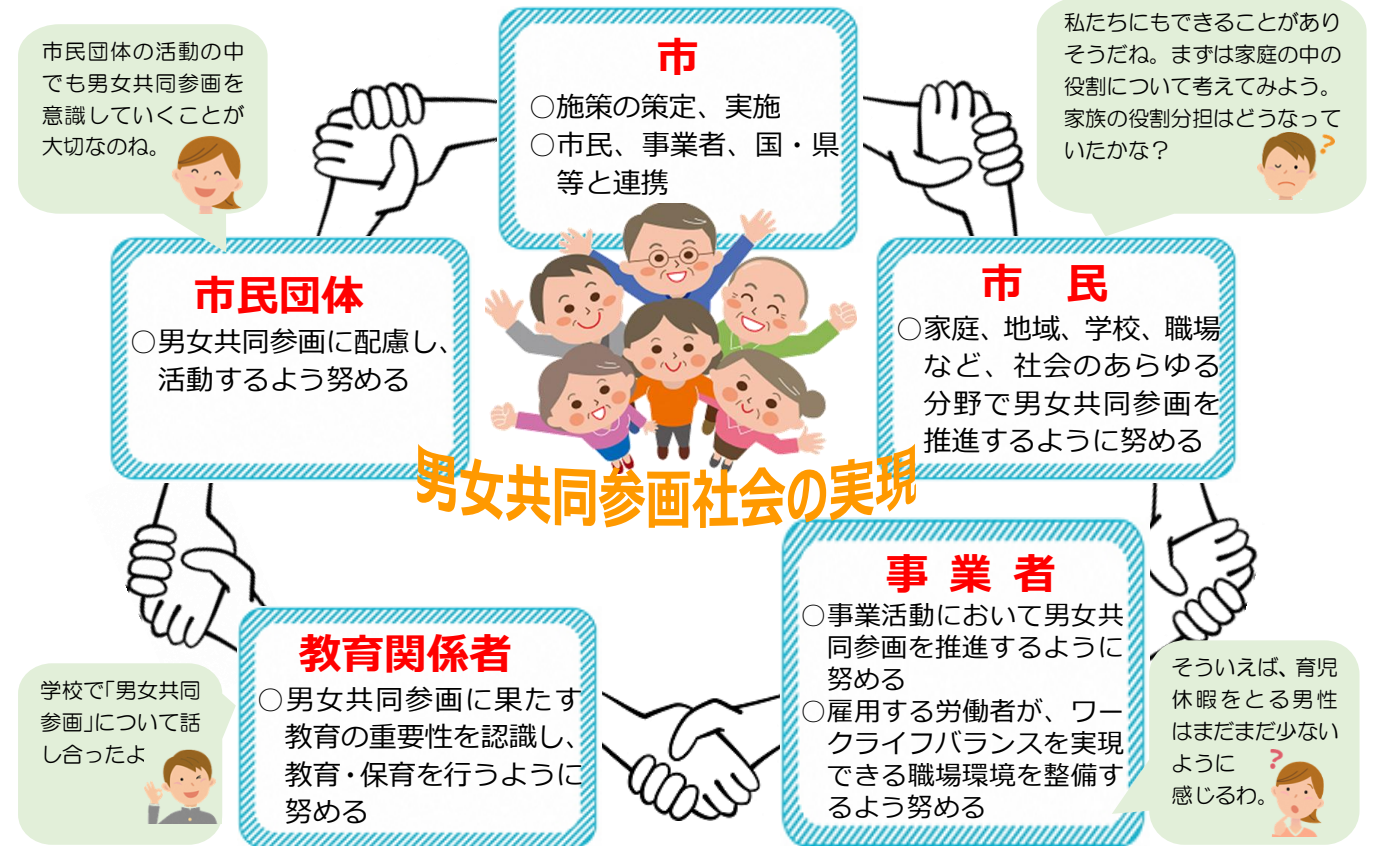 市民団体の活動の中
でも男女共同参画を
意識していくことが
大切なのね。
市
○施策の策定、実施
○市民、事業者、国・県
等と連携
私たちにもできることがあり
そうだね。まずは家庭の中の
役割について考えてみよう。
家族の役割分担はどうなって
いたかな?
?
市民団体
○男女共同参画に配慮し、
活動するよう努める
市 民
○家庭、地域、学校、職場
など、社会のあらゆる
分野で男女共同参画を
推進するように努める
男女共同参画社会の実現
教育関係者
○男女共同参画に果たす
教育の重要性を認識し、
教育・保育を行うように
努める
事 業 者
○事業活動において男女共
同参画を推進するように
努める
○雇用する労働者が、ワー
クライフバランスを実現
できる職場環境を整備す
るよう努める
学校で「男女共同
参画」について話
し合ったよ
そういえば、育児
休暇をとる男性
はまだまだ少ない
ように
感じるわ。
?